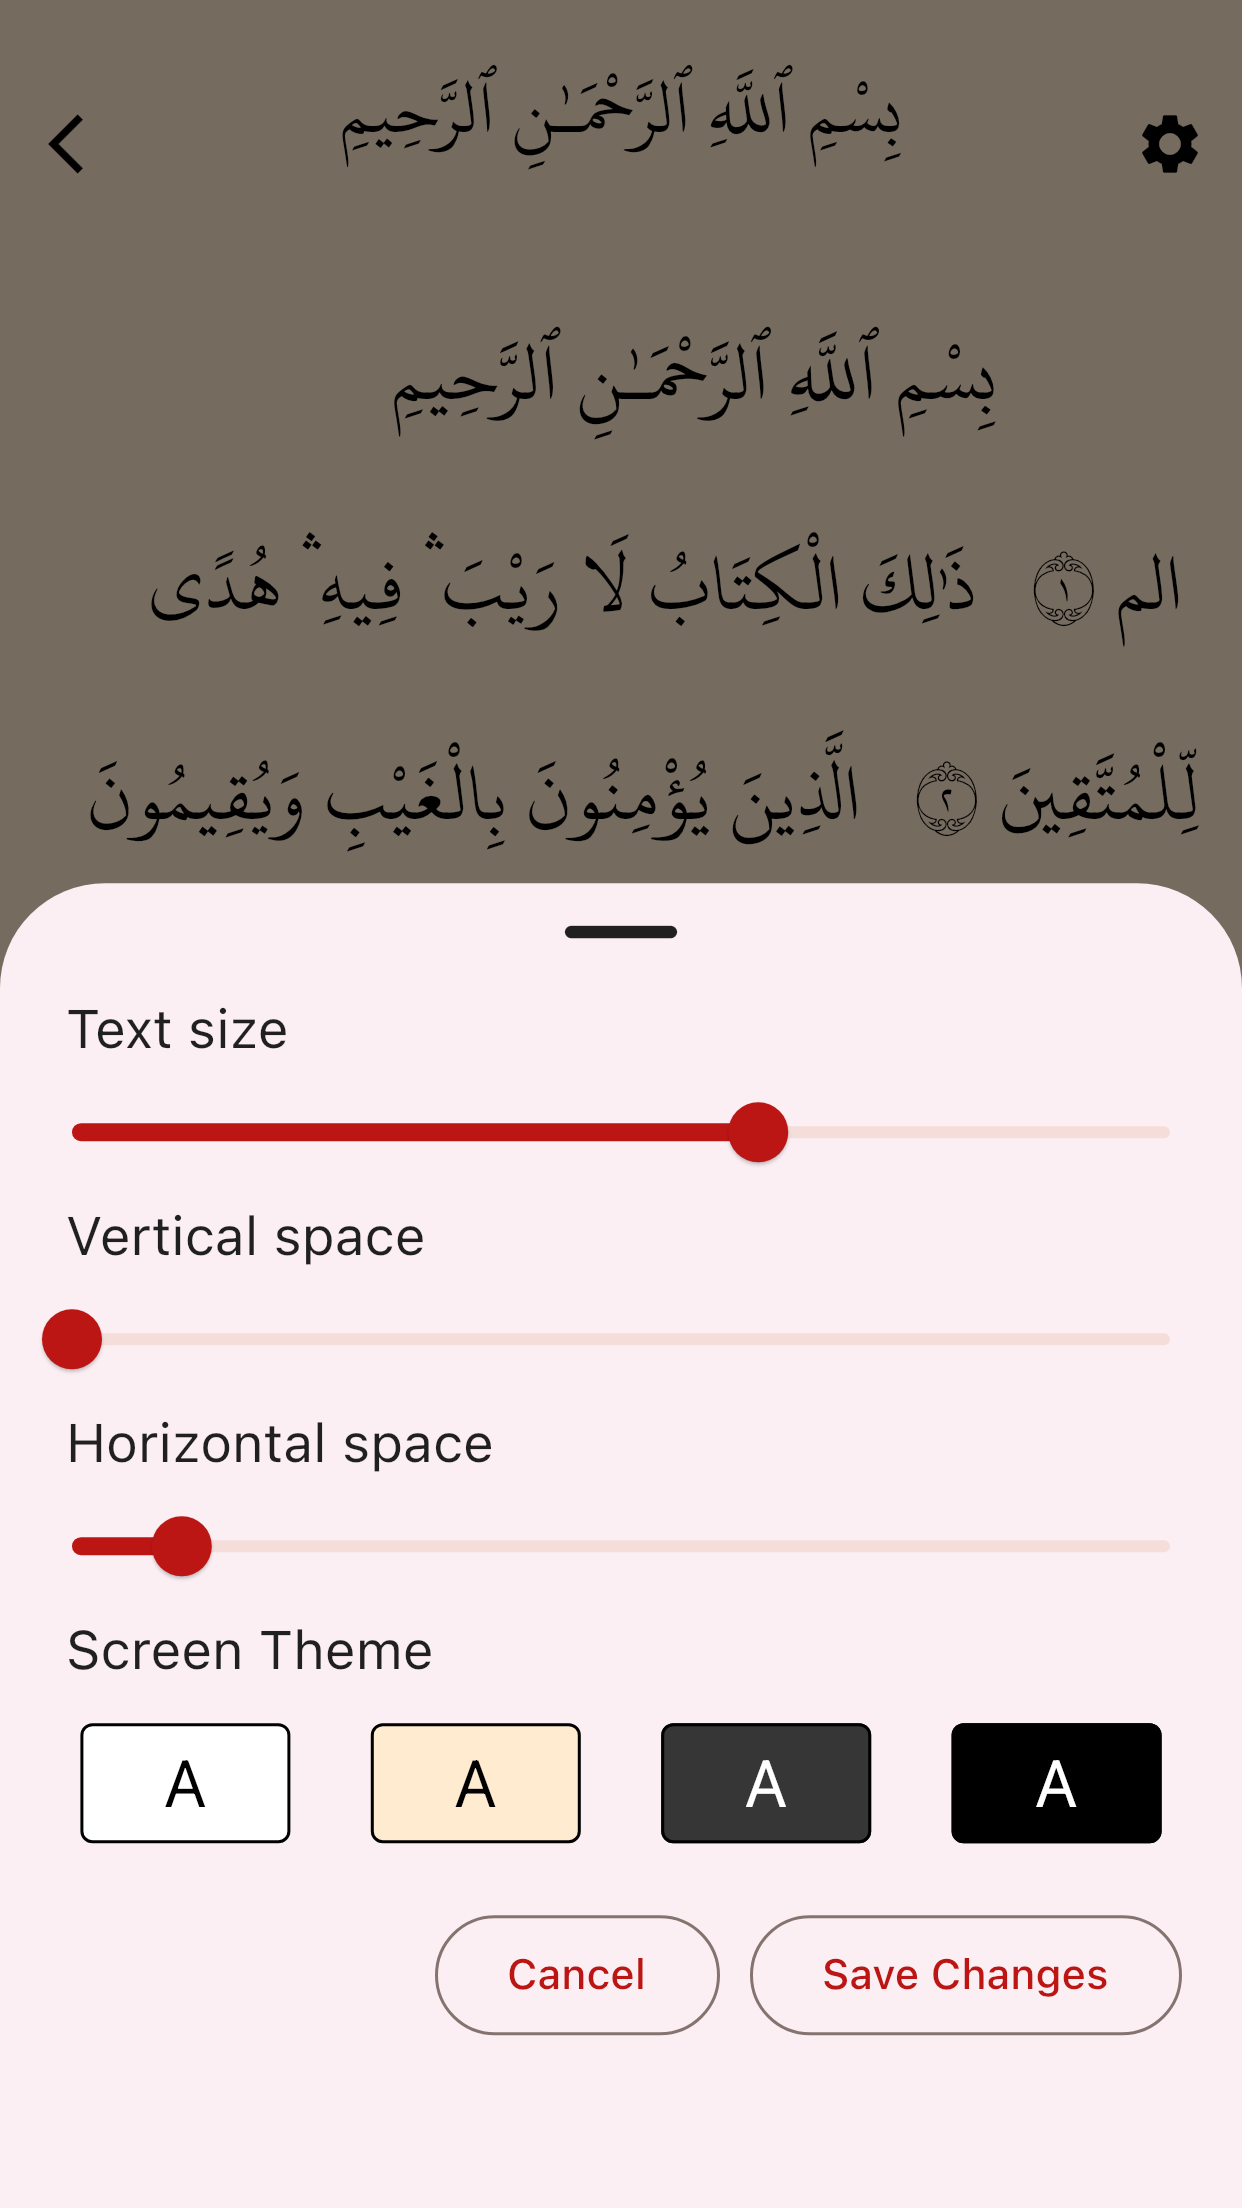 بِسْمِ ٱللَّهِ ٱلرَّحْمَـٰنِ ٱلرَّحِيمِ
بِسْمِ ٱللَّهِ ٱلرَّحْمَـٰنِ ٱلرَّحِيمِ
الم ١ ذَٰلِكَ الْكِتَابُ لَا رَيْبَ ۛ فِيهِ ۛ هُدًى
لِّلْمُتَّقِينَ ٢ الَّذِينَ يُؤْمِنُونَ بِالْغَيْبِ وَيُقِيمُونَ
Text size
Vertical space
Horizontal space
Screen Theme
A A A A
Cancel Save Changes